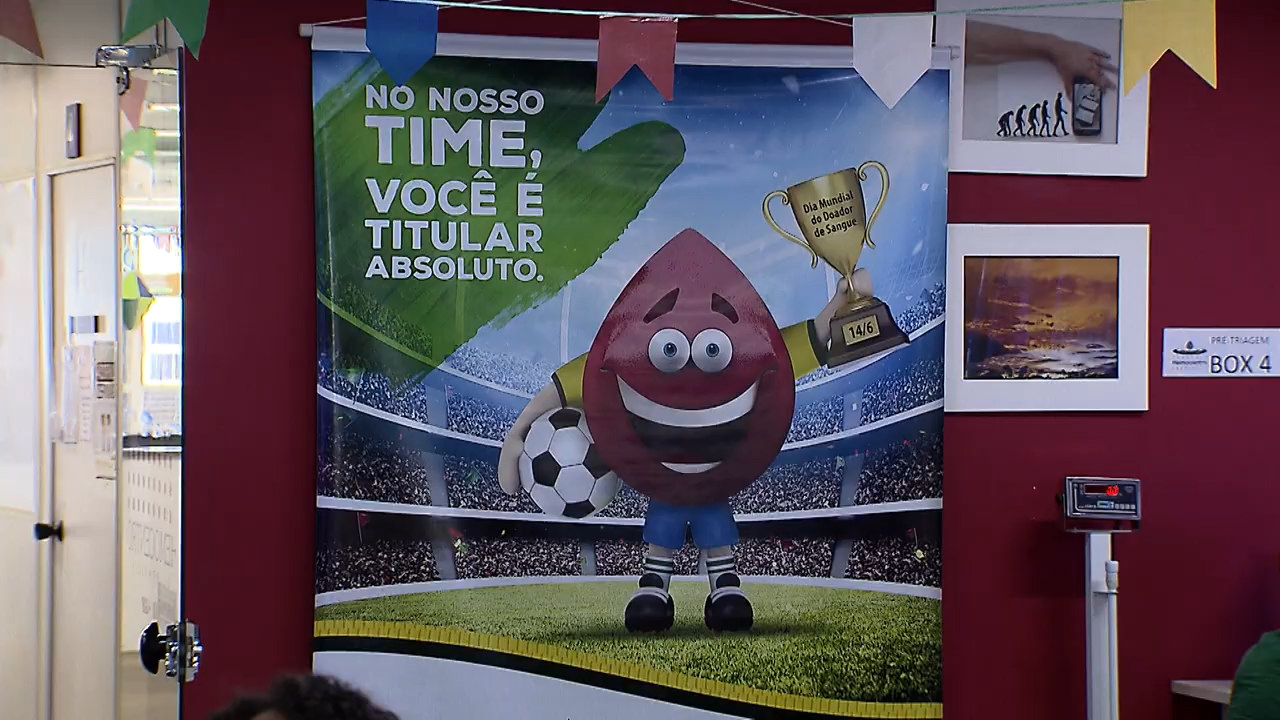 NO NOSSO
TIME,
VOCÊ É
TITULAR
ABSOLUTO.
Dia Mundial
do Doador
de Sangue
14/6
PRÉ TRIAGEM
BOX 4